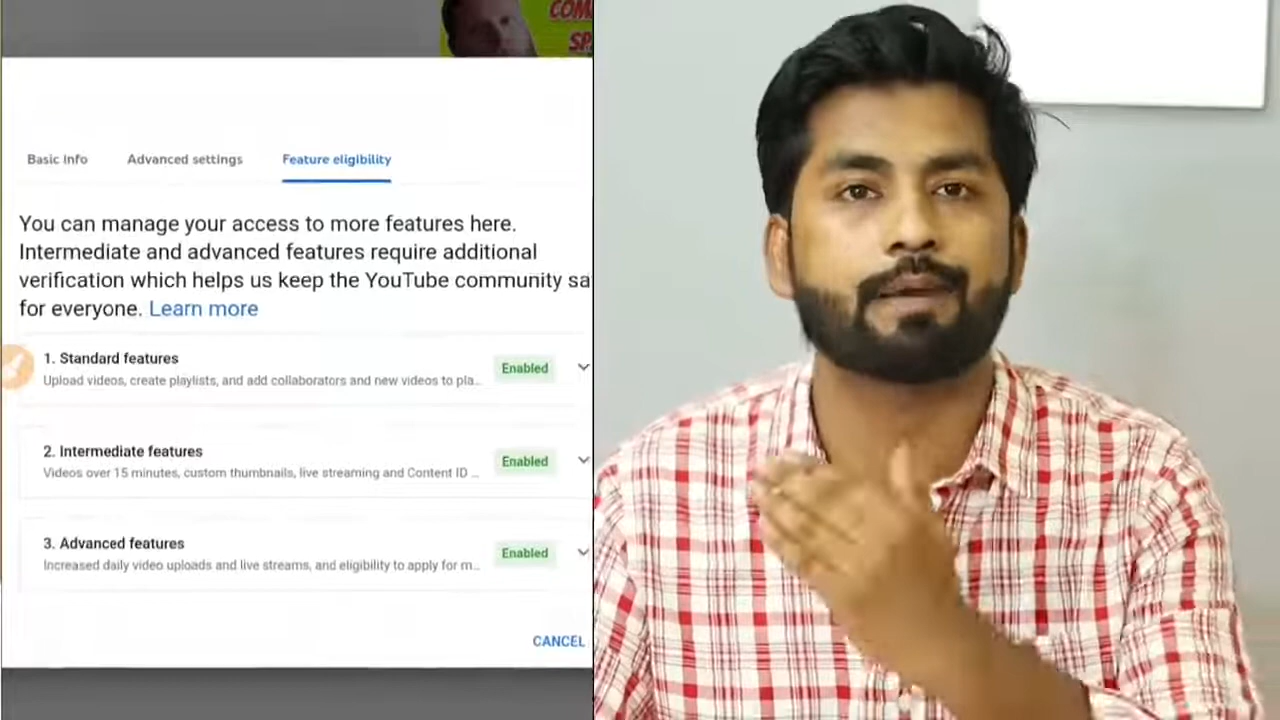 COM
SP
Basic info
Advanced settings
Feature eligibility
You can manage your access to more features here.
Intermediate and advanced features require additional
verification which helps us keep the YouTube community sa
for everyone. Learn more
1. Standard features
Enabled
Upload videos, create playlists, and add collaborators and new videos to pla...
2. Intermediate features
Enabled
Videos over 15 minutes, custom thumbnails, live streaming and Content ID ...
3. Advanced features
Enabled
Increased daily video uploads and live streams, and eligibility to apply for m...
CANCEL